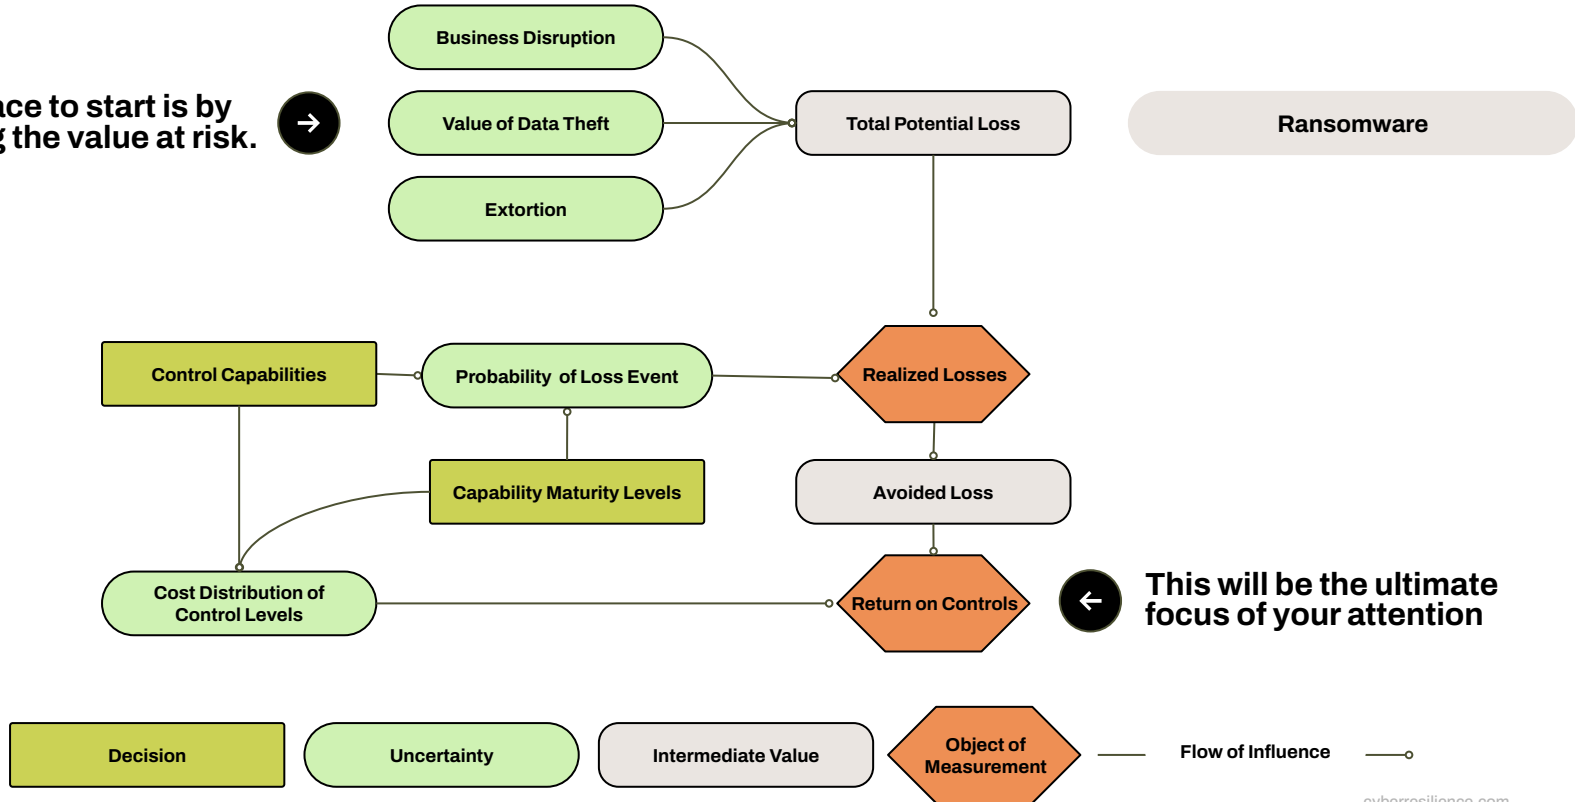 Business Disruption
to start is by
the value at risk.
Value of Data Theft
Total Potential Loss
Ransomware
Extortion
Control Capabilities
Probability of Loss Event
Realized Losses
Capability Maturity Levels
Avoided Loss
Cost Distribution of
Control Levels
Return on Controls
This will be the ultimate
focus of your attention
Decision
Uncertainty
Intermediate Value
Object of
Measurement
Flow of Influence